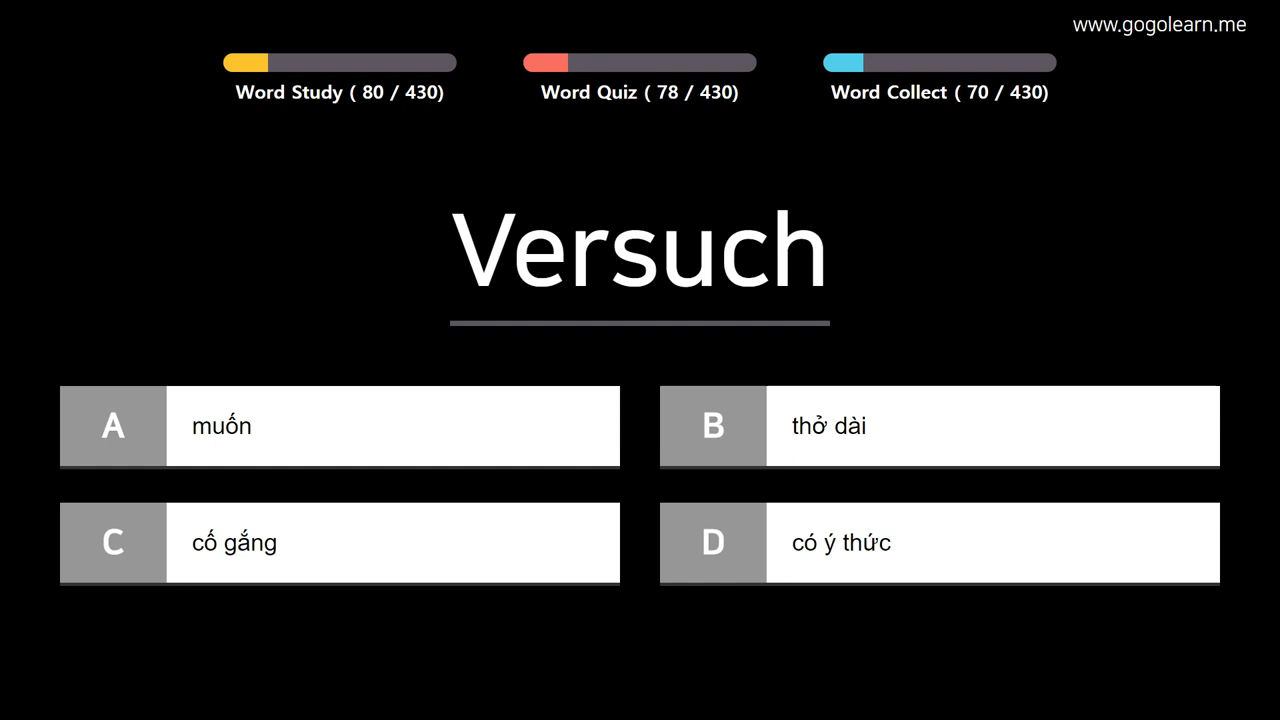 www.gogolearn.me
Word Study ( 80 / 430)
Word Quiz ( 78 / 430)
Word Collect ( 70 / 430)
Versuch
A muốn
B thở dài
C cố gắng
D có ý thức